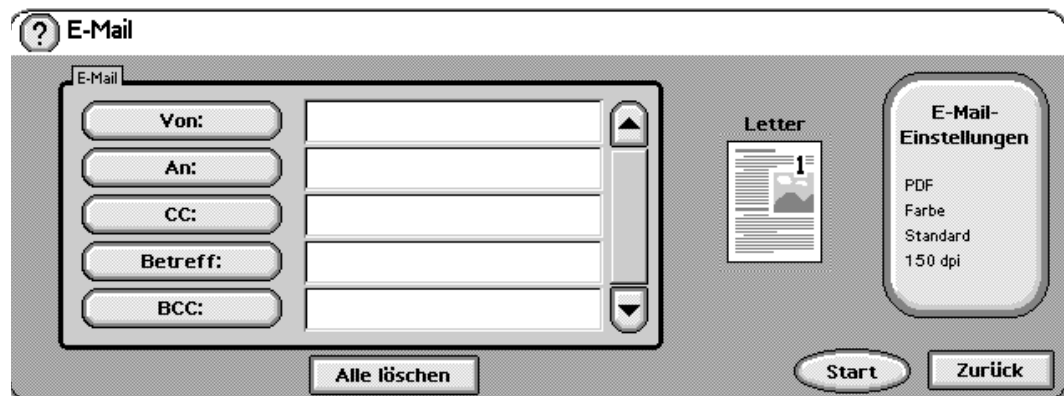 ? E-Mail
E-Mail
Von:
An:
CC:
Betreff:
BCC:
Alle löschen
Letter
1
E-Mail-
Einstellungen
PDF
Farbe
Standard
150 dpi
Start
Zurück